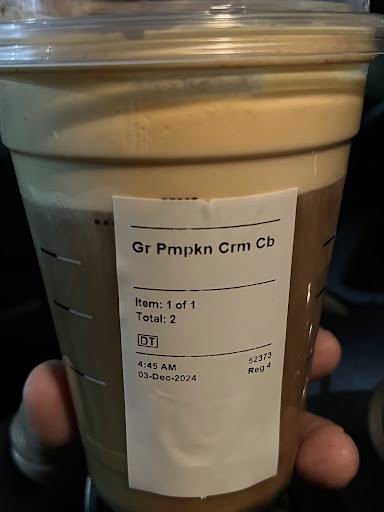 Gr Pmpkn Crm Cb
Item: 1 of 1
Total: 2
DT
4:45 AM 52373
03-Dec-2024 Reg 4